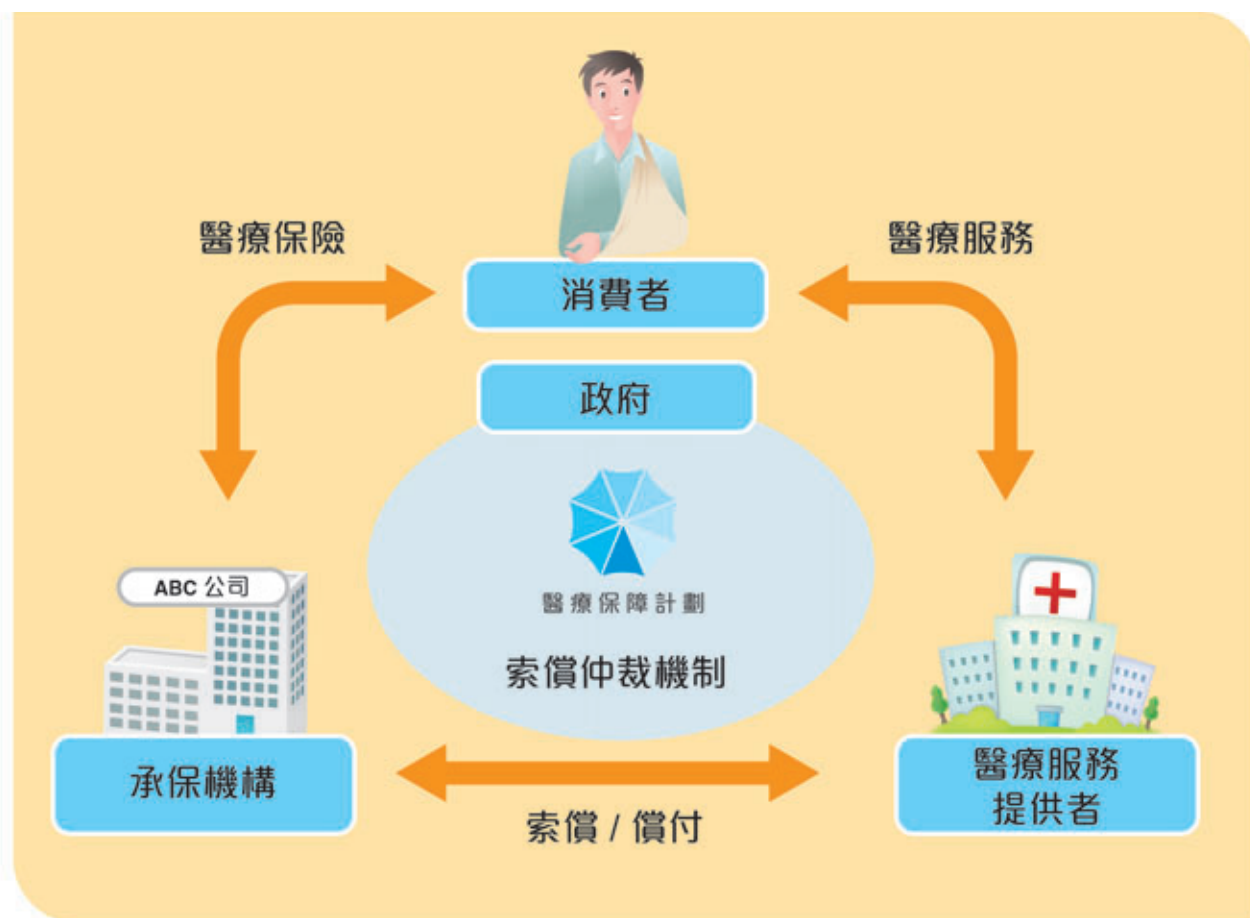 醫療保險
醫療服務
消費者
政府
醫療保障計劃
索償仲裁機制
ABC 公司
承保機構
醫療服務
提供者
索償 / 償付